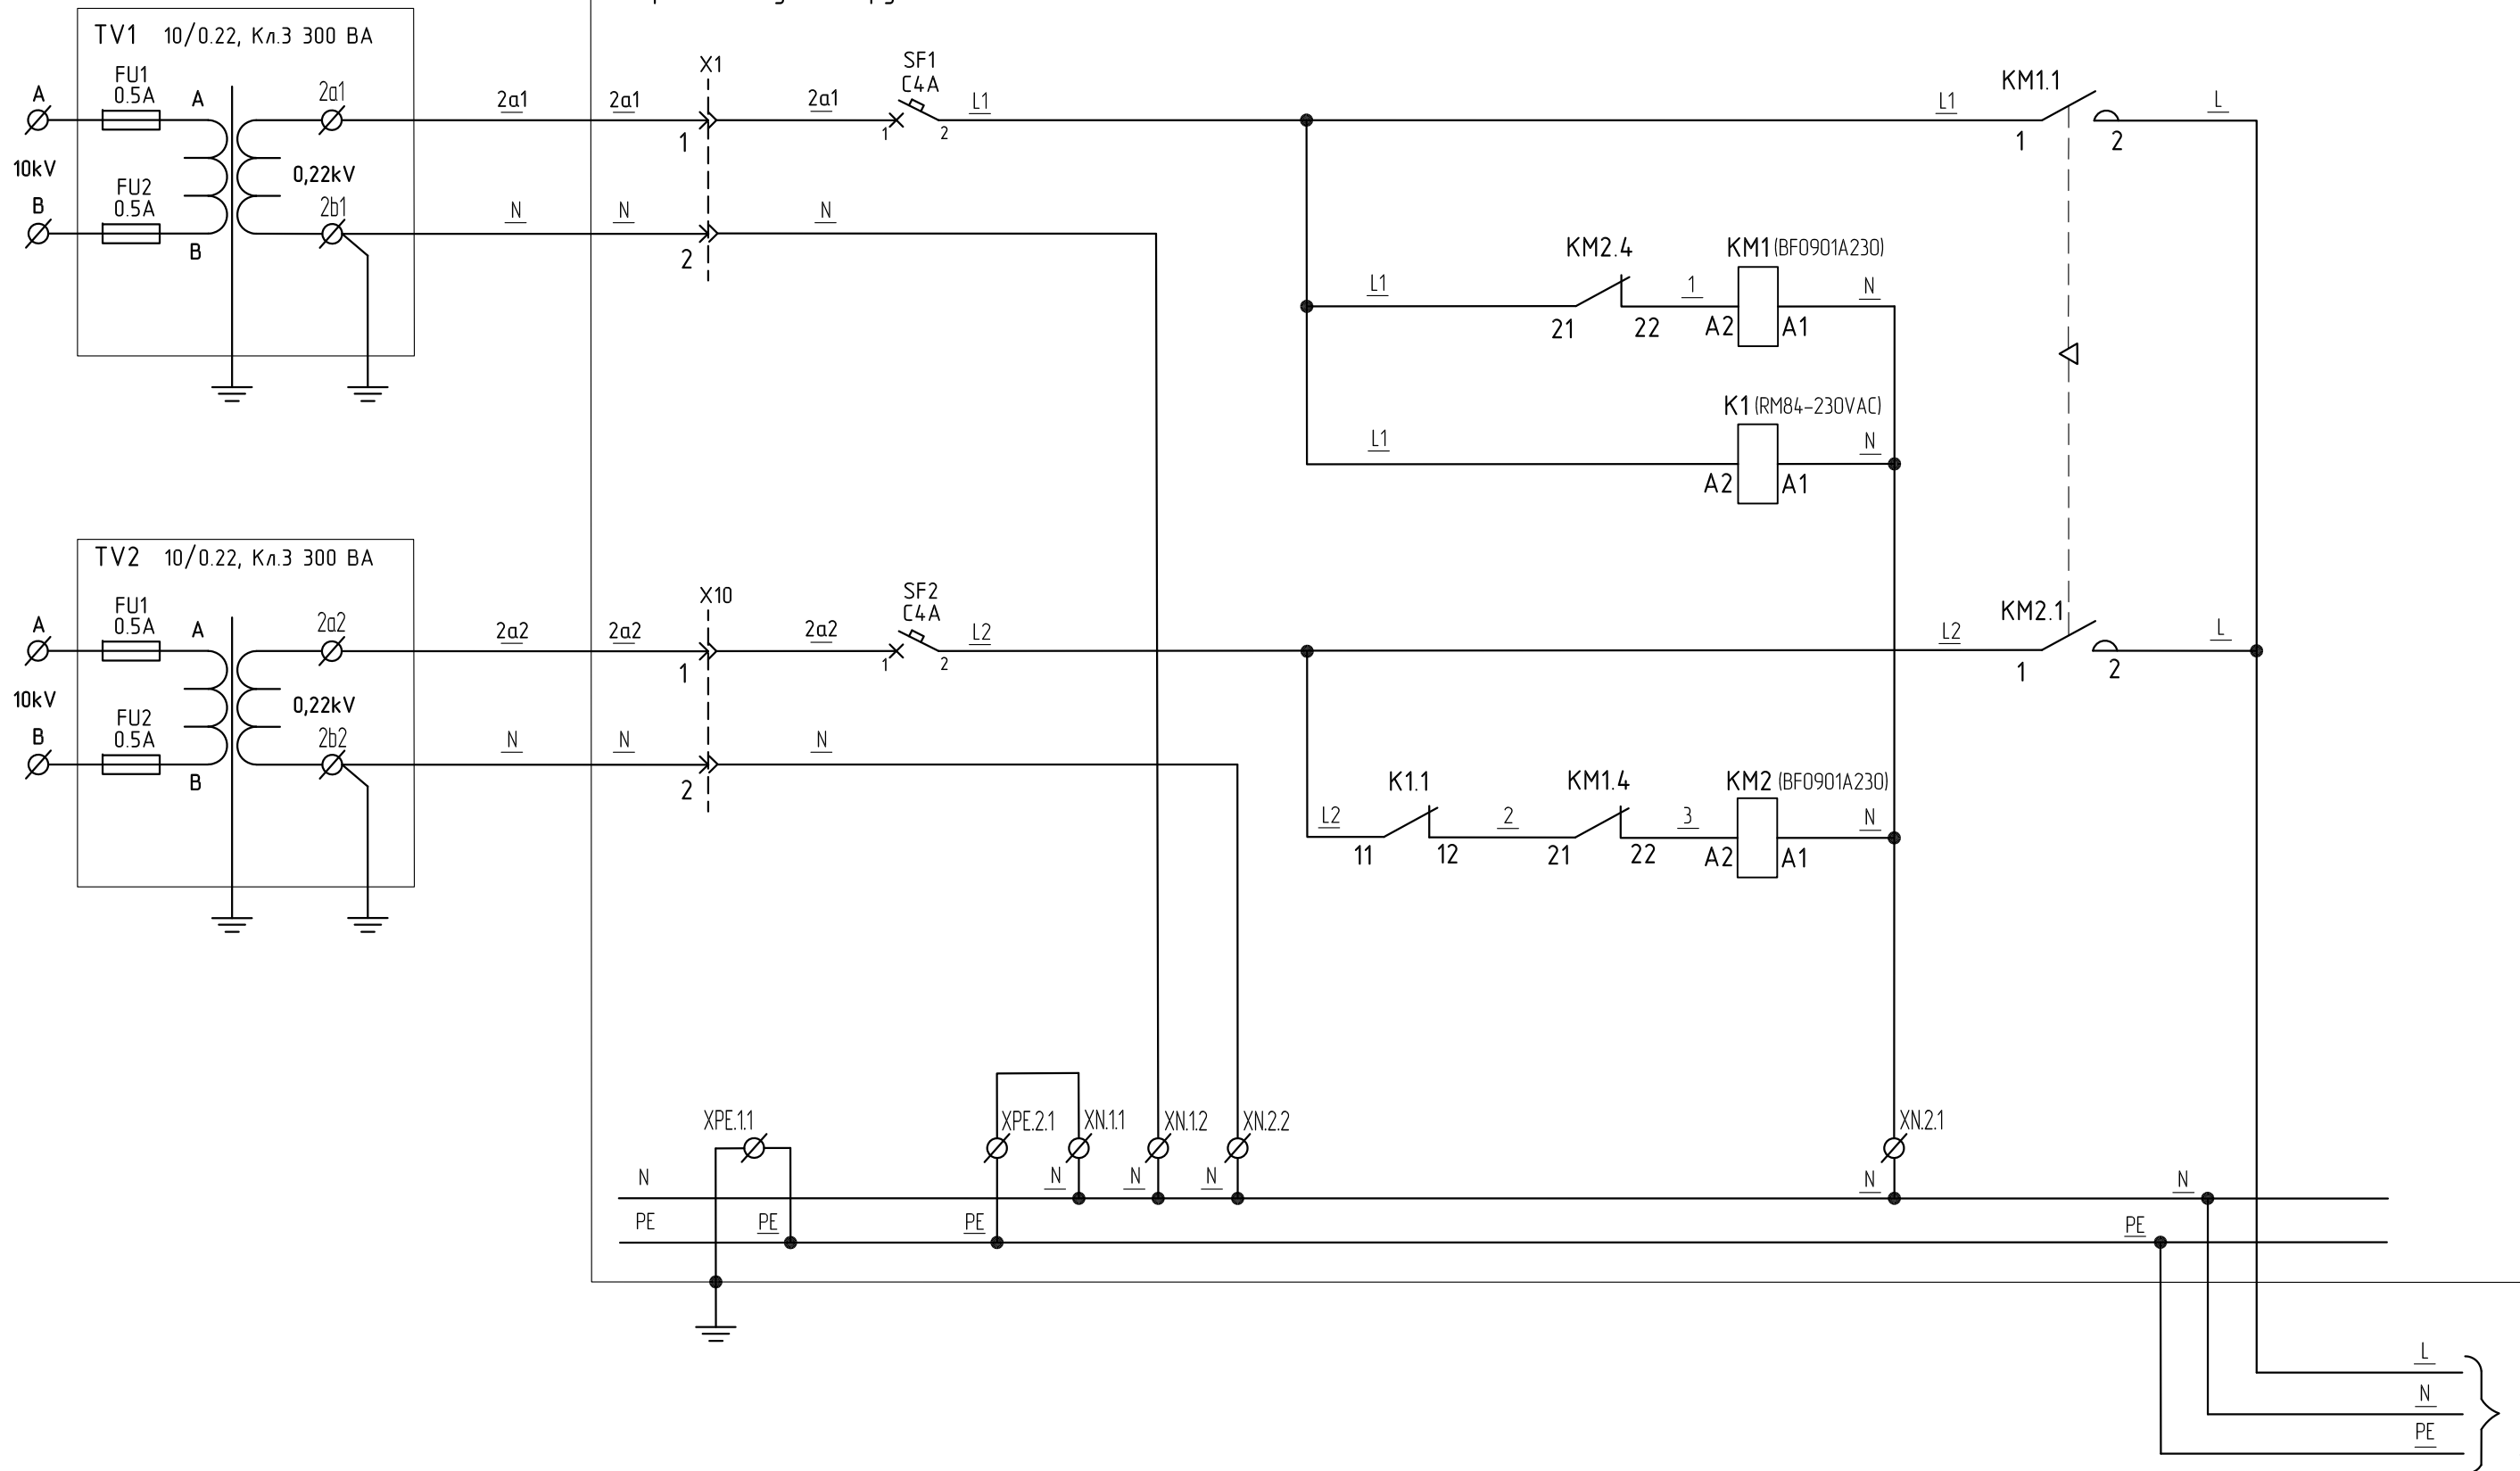 TV1 10/0.22, Кл.3 300 ВА
FU1
0.5A
A
A
2a1
10kV
0,22kV
FU2
0.5A
B
B
2b1
2a1
2a1
X1
1
2a1
SF1
C4A
1
2
L1
N
N
2
N
L1
KM1.1
1
2
L
L1
KM2.4
21
22
1
KM1 (BF0901A230)
A2
A1
N
L1
K1 (RM84-230VAC)
A2
A1
N
TV2 10/0.22, Кл.3 300 ВА
FU1
0.5A
A
A
2a2
10kV
0,22kV
FU2
0.5A
B
B
2b2
2a2
2a2
X10
1
2a2
SF2
C4A
1
2
L2
N
N
2
N
L2
KM2.1
1
2
L
L2
K1.1
11
12
2
KM1.4
21
22
3
KM2 (BF0901A230)
A2
A1
N
XPE.1.1
XPE.2.1
XN.1.1
XN.1.2
XN.2.2
XN.2.1
N
N
N
N
N
N
PE
PE
PE
PE
L
N
PE